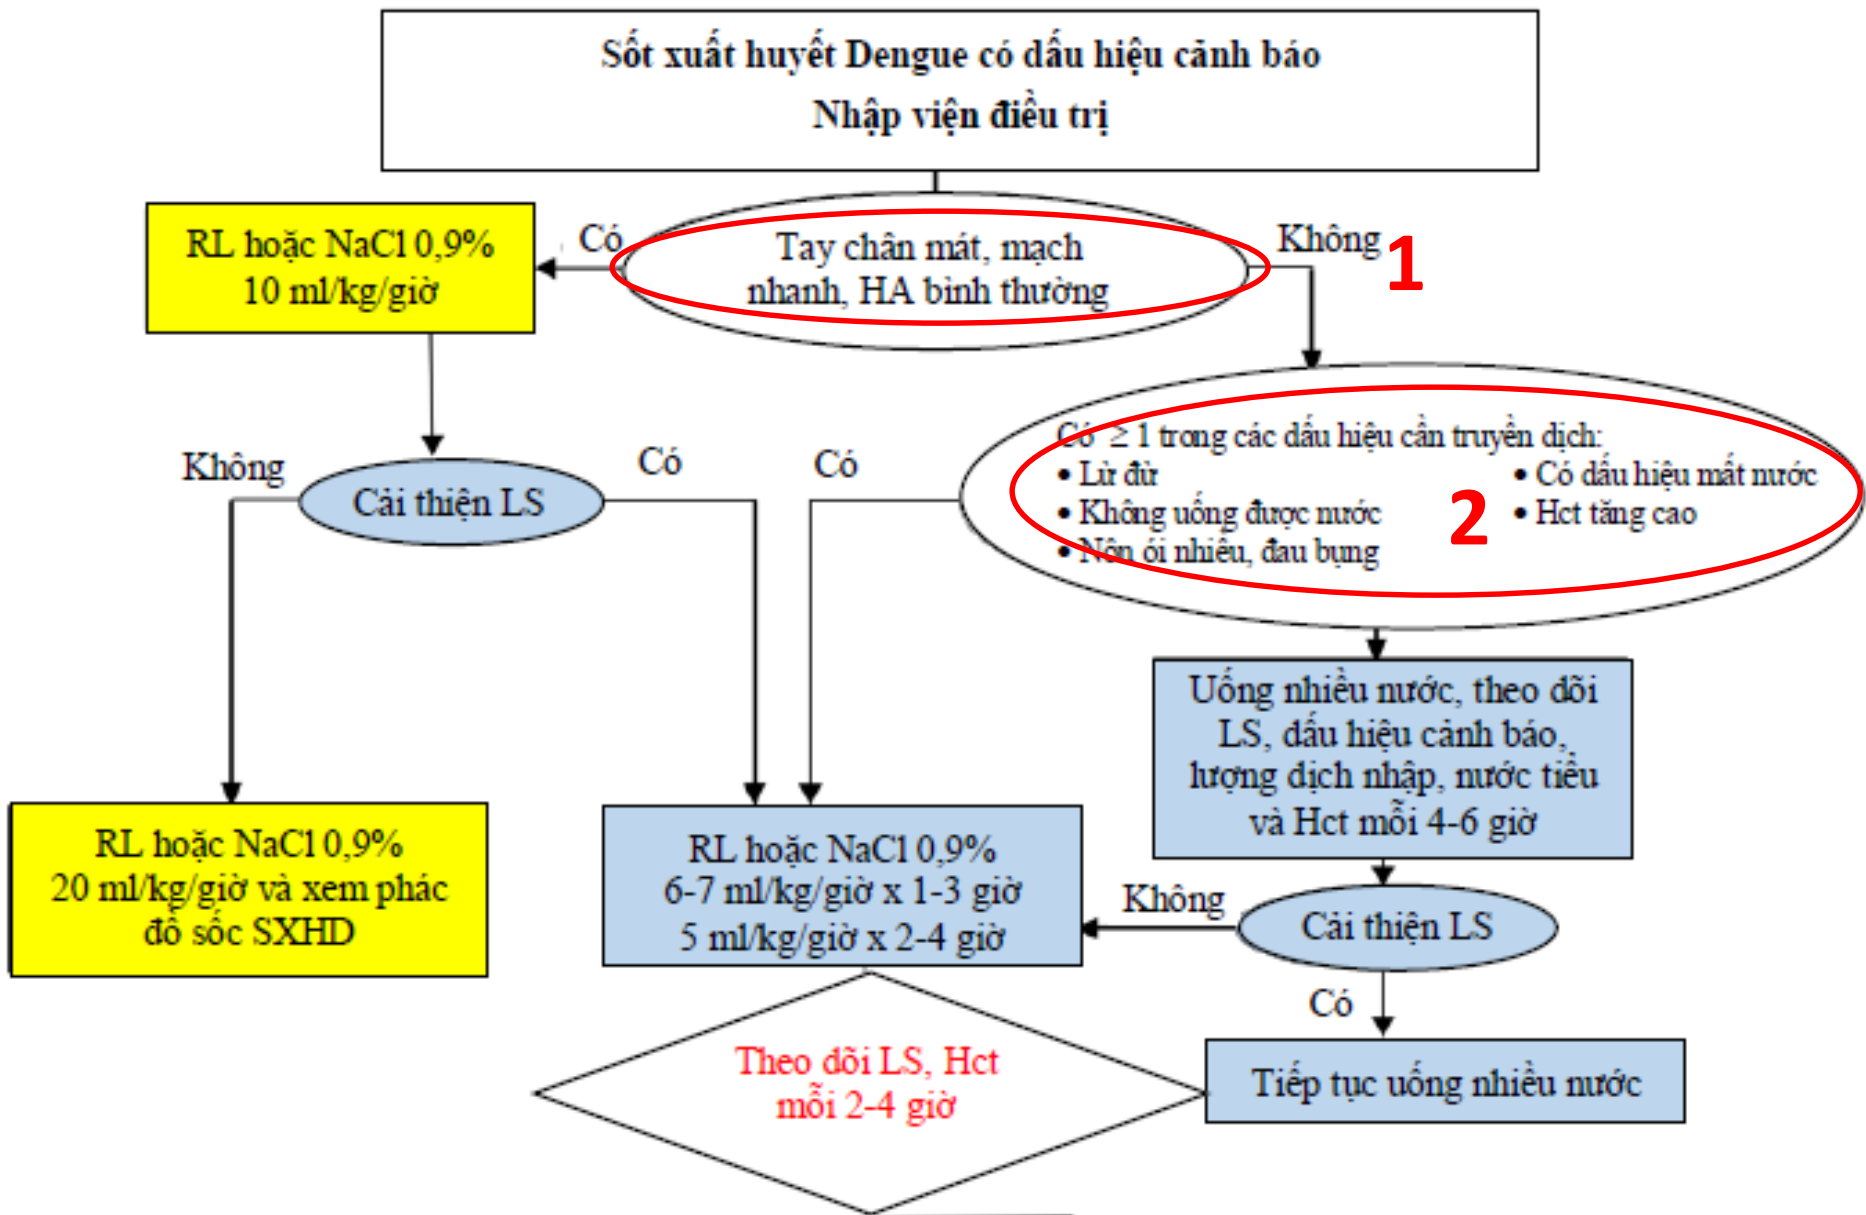 Sốt xuất huyết Dengue có dấu hiệu cảnh báo
Nhập viện điều trị
RL hoặc NaCl 0,9%
10 ml/kg/giờ
Có
Tay chân mát, mạch
nhanh, HA bình thường
Không
1
Có ≥ 1 trong các dấu hiệu cần truyền dịch:
• Lừ đừ
• Không uống được nước
• Nôn ói nhiều, đau bụng
• Có dấu hiệu mất nước
• Hct tăng cao
2
Không
Cải thiện LS
Có
Có
Uống nhiều nước, theo dõi
LS, dấu hiệu cảnh báo,
lượng dịch nhập, nước tiểu
và Hct mỗi 4-6 giờ
RL hoặc NaCl 0,9%
20 ml/kg/giờ và xem phác
đồ sốc SXHD
RL hoặc NaCl 0,9%
6-7 ml/kg/giờ x 1-3 giờ
5 ml/kg/giờ x 2-4 giờ
Không
Cải thiện LS
Có
Theo dõi LS, Hct
mỗi 2-4 giờ
Tiếp tục uống nhiều nước